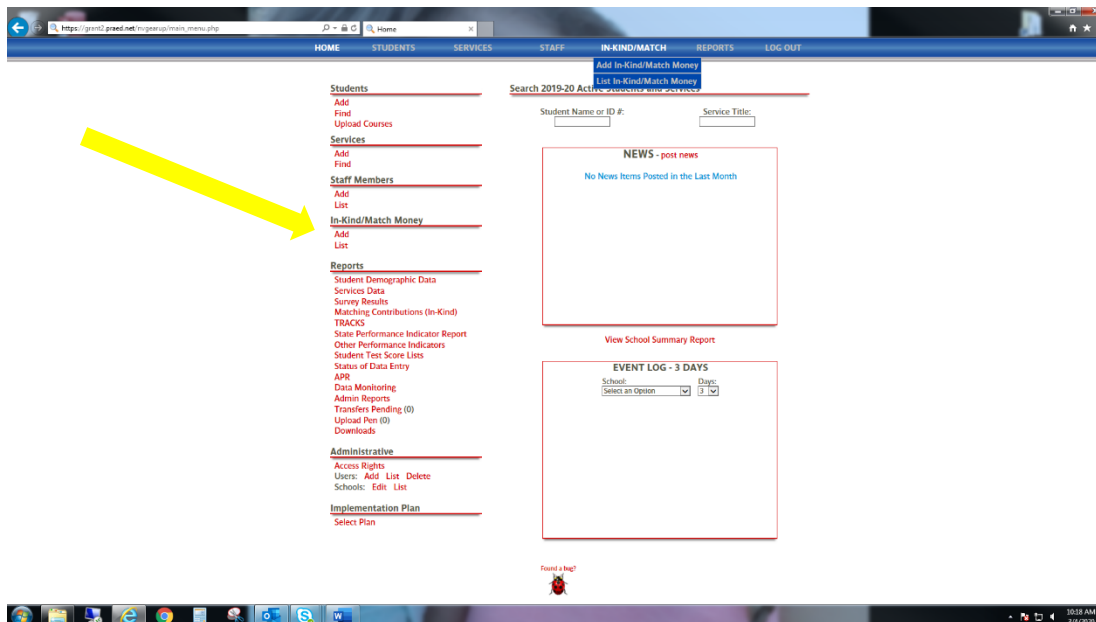 https://grant2.praed.net/nvgearup/main_menu.php
Home
HOME STUDENTS SERVICES STAFF IN-KIND/MATCH REPORTS LOG OUT
Add In-Kind/Match Money
List In-Kind/Match Money
Students
Add
Find
Upload Courses
Services
Add
Find
Staff Members
Add
List
In-Kind/Match Money
Add
List
Reports
Student Demographic Data
Services Data
Survey Results
Matching Contributions (In-Kind)
TRACKS
State Performance Indicator Report
Other Performance Indicators
Student Test Score Lists
Status of Data Entry
APR
Data Monitoring
Admin Reports
Transfers Pending (0)
Upload Pen (0)
Downloads
Administrative
Access Rights
Users: Add List Delete
Schools: Edit List
Implementation Plan
Select Plan
Search 2019-20 Active Students and Services
Student Name or ID #: Service Title:
NEWS - post news
No News Items Posted in the Last Month
View School Summary Report
EVENT LOG - 3 DAYS
School: Days:
Select an Option 3
Found a bug?
10:18 AM